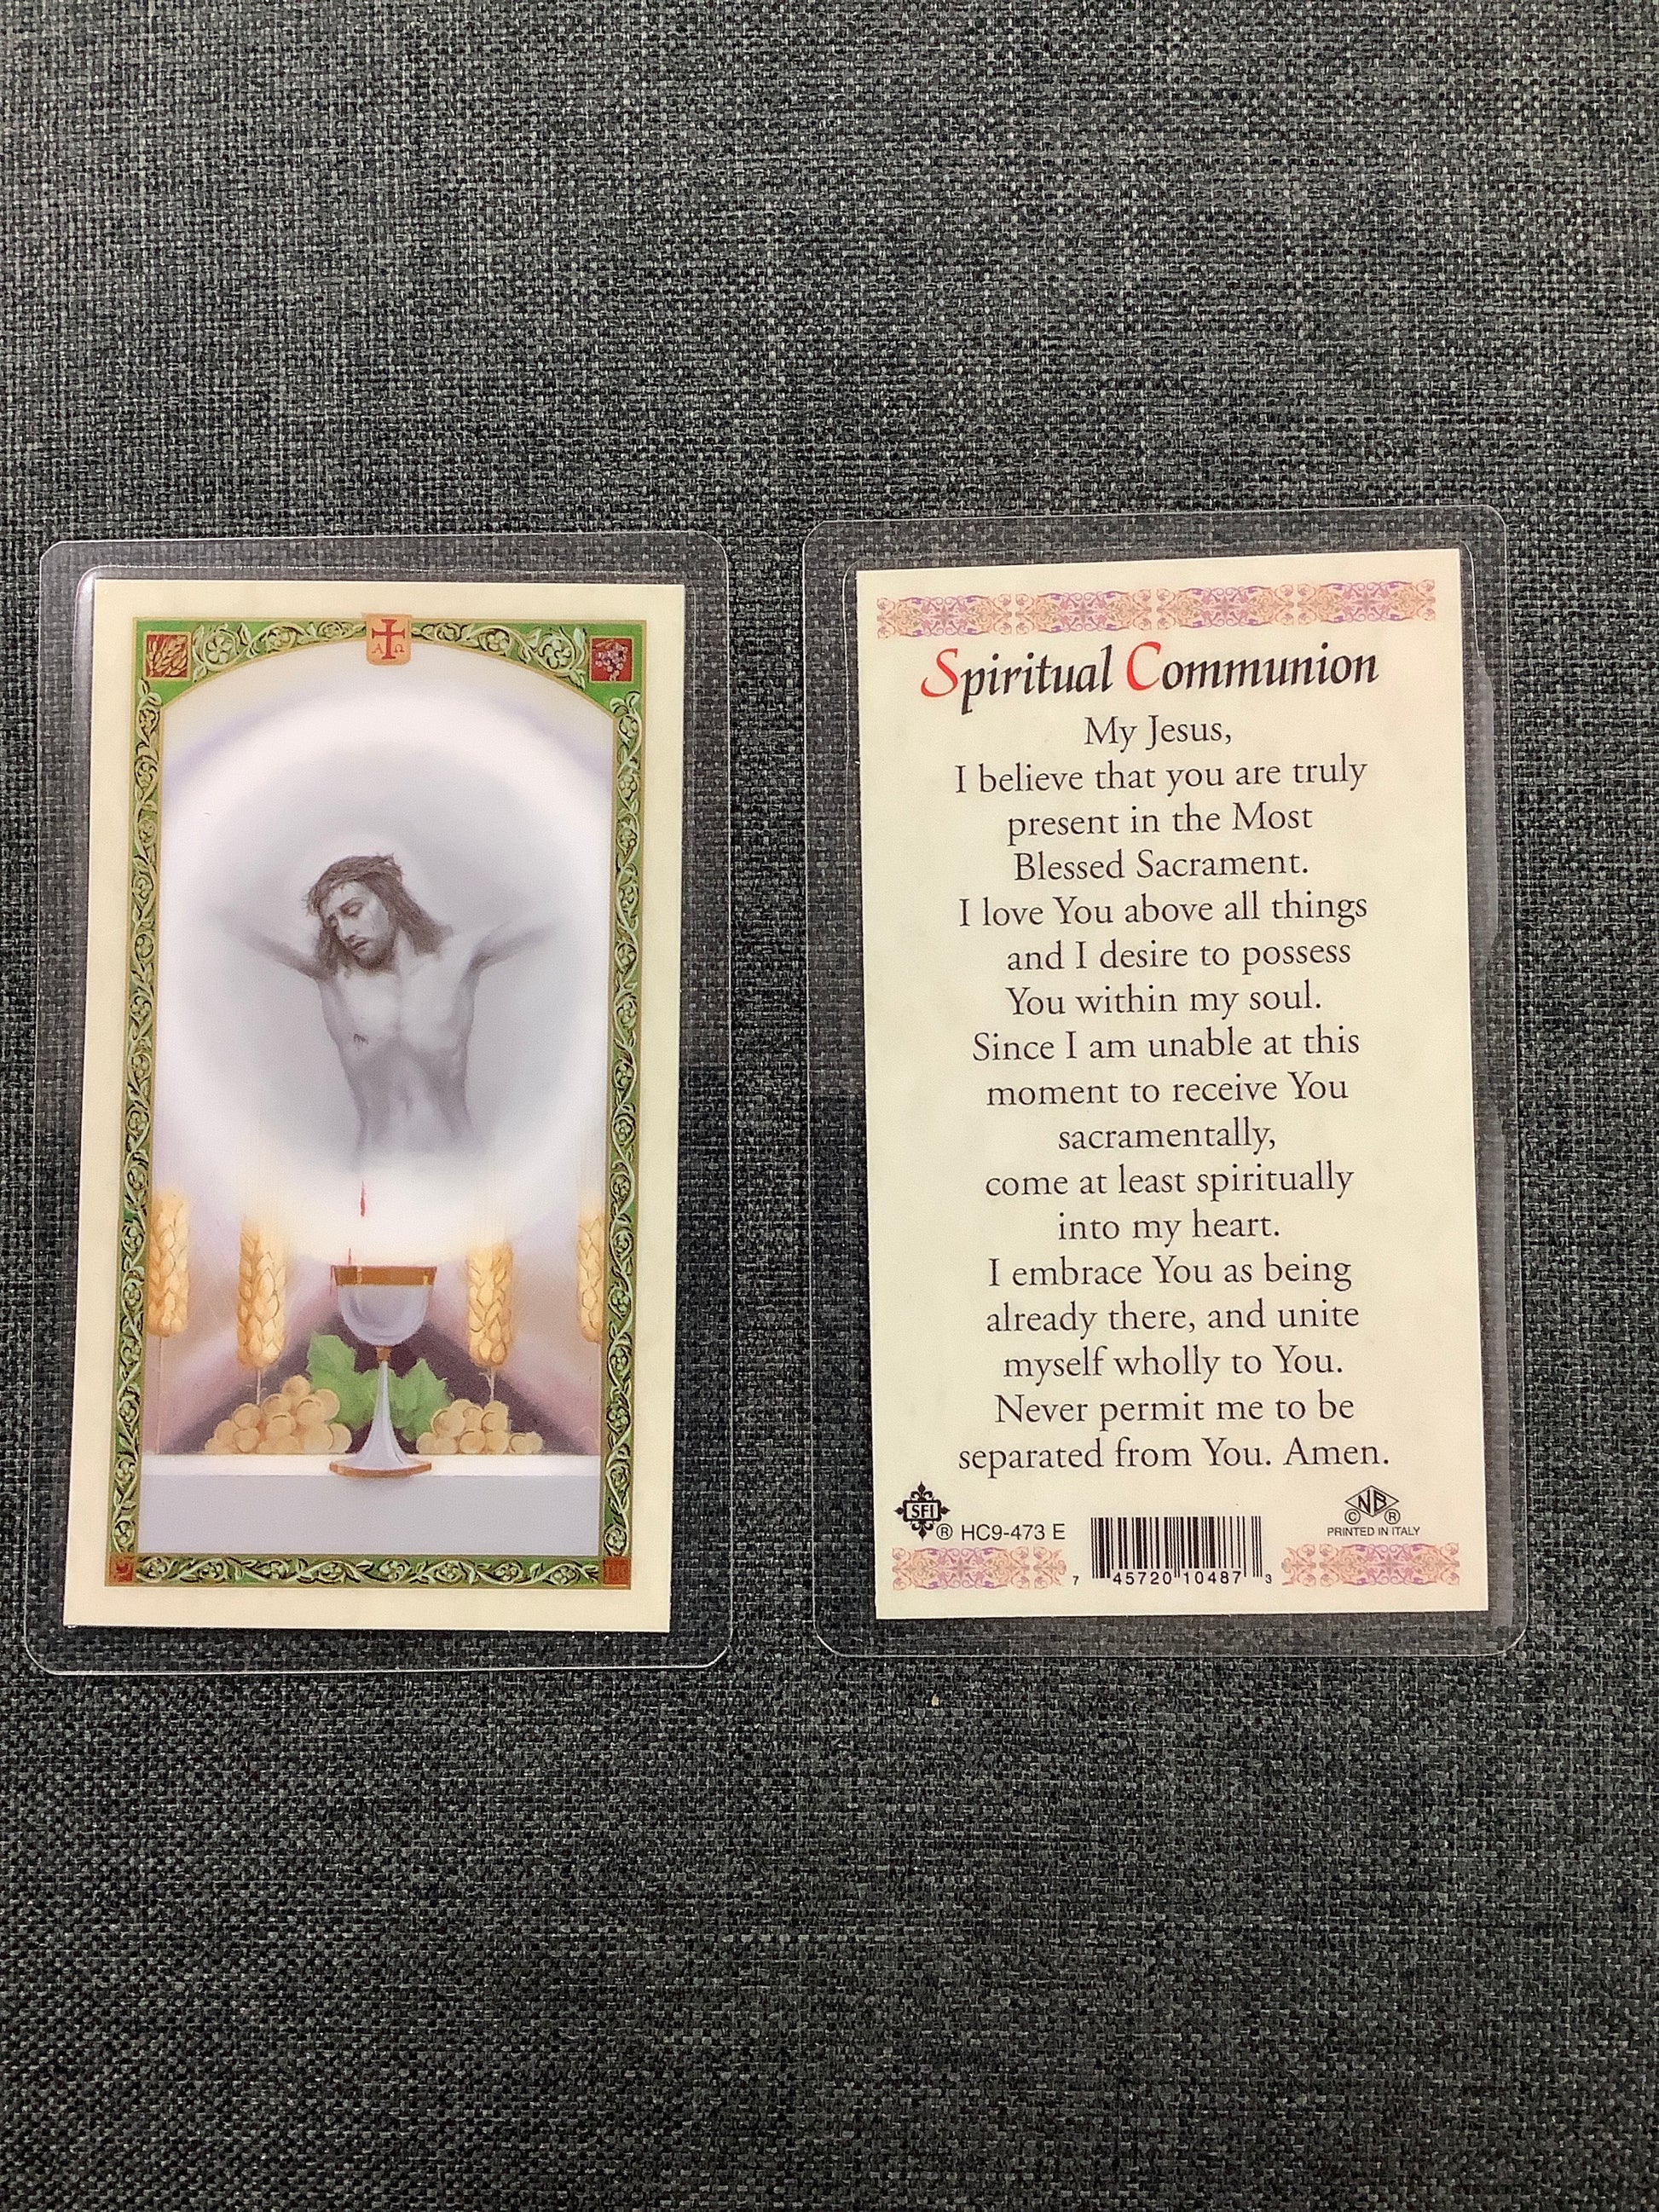 A Ω
Spiritual Communion
My Jesus,
I believe that you are truly
present in the Most
Blessed Sacrament.
I love You above all things
and I desire to possess
You within my soul.
Since I am unable at this
moment to receive You
sacramentally,
come at least spiritually
into my heart.
I embrace You as being
already there, and unite
myself wholly to You.
Never permit me to be
separated from You. Amen.
SFI ® HC9-473 E
NB © ®
PRINTED IN ITALY
7 45720 10487 3